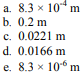 a. 8.3 × 10⁻⁴ m
b. 0.2 m
c. 0.0221 m
d. 0.0166 m
e. 8.3 × 10⁻⁶ m